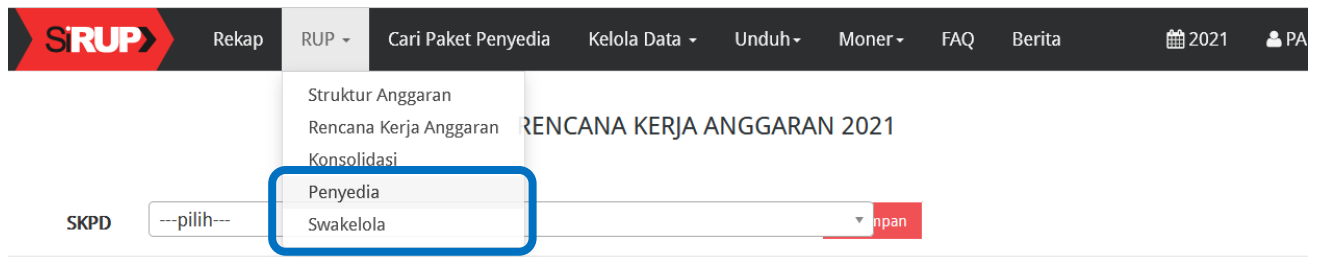 SiRUP Rekap RUP Cari Paket Penyedia Kelola Data Unduh Moner FAQ Berita 2021 PA
Struktur Anggaran
Rencana Kerja Anggaran
Konsolidasi
Penyedia
Swakelola
RENCANA KERJA ANGGARAN 2021
SKPD ---pilih--- npan